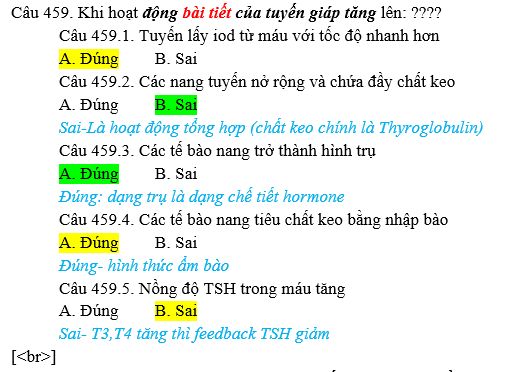 Câu 459. Khi hoạt động bài tiết của tuyến giáp tăng lên: ????
Câu 459.1. Tuyến lấy iod từ máu với tốc độ nhanh hơn
A. Đúng B. Sai
Câu 459.2. Các nang tuyến nở rộng và chứa đầy chất keo
A. Đúng B. Sai
Sai-Là hoạt động tổng hợp (chất keo chính là Thyroglobulin)
Câu 459.3. Các tế bào nang trở thành hình trụ
A. Đúng B. Sai
Đúng: dạng trụ là dạng chế tiết hormone
Câu 459.4. Các tế bào nang tiêu chất keo bằng nhập bào
A. Đúng B. Sai
Đúng- hình thức ẩm bào
Câu 459.5. Nồng độ TSH trong máu tăng
A. Đúng B. Sai
Sai- T3,T4 tăng thì feedback TSH giảm
[<br>]